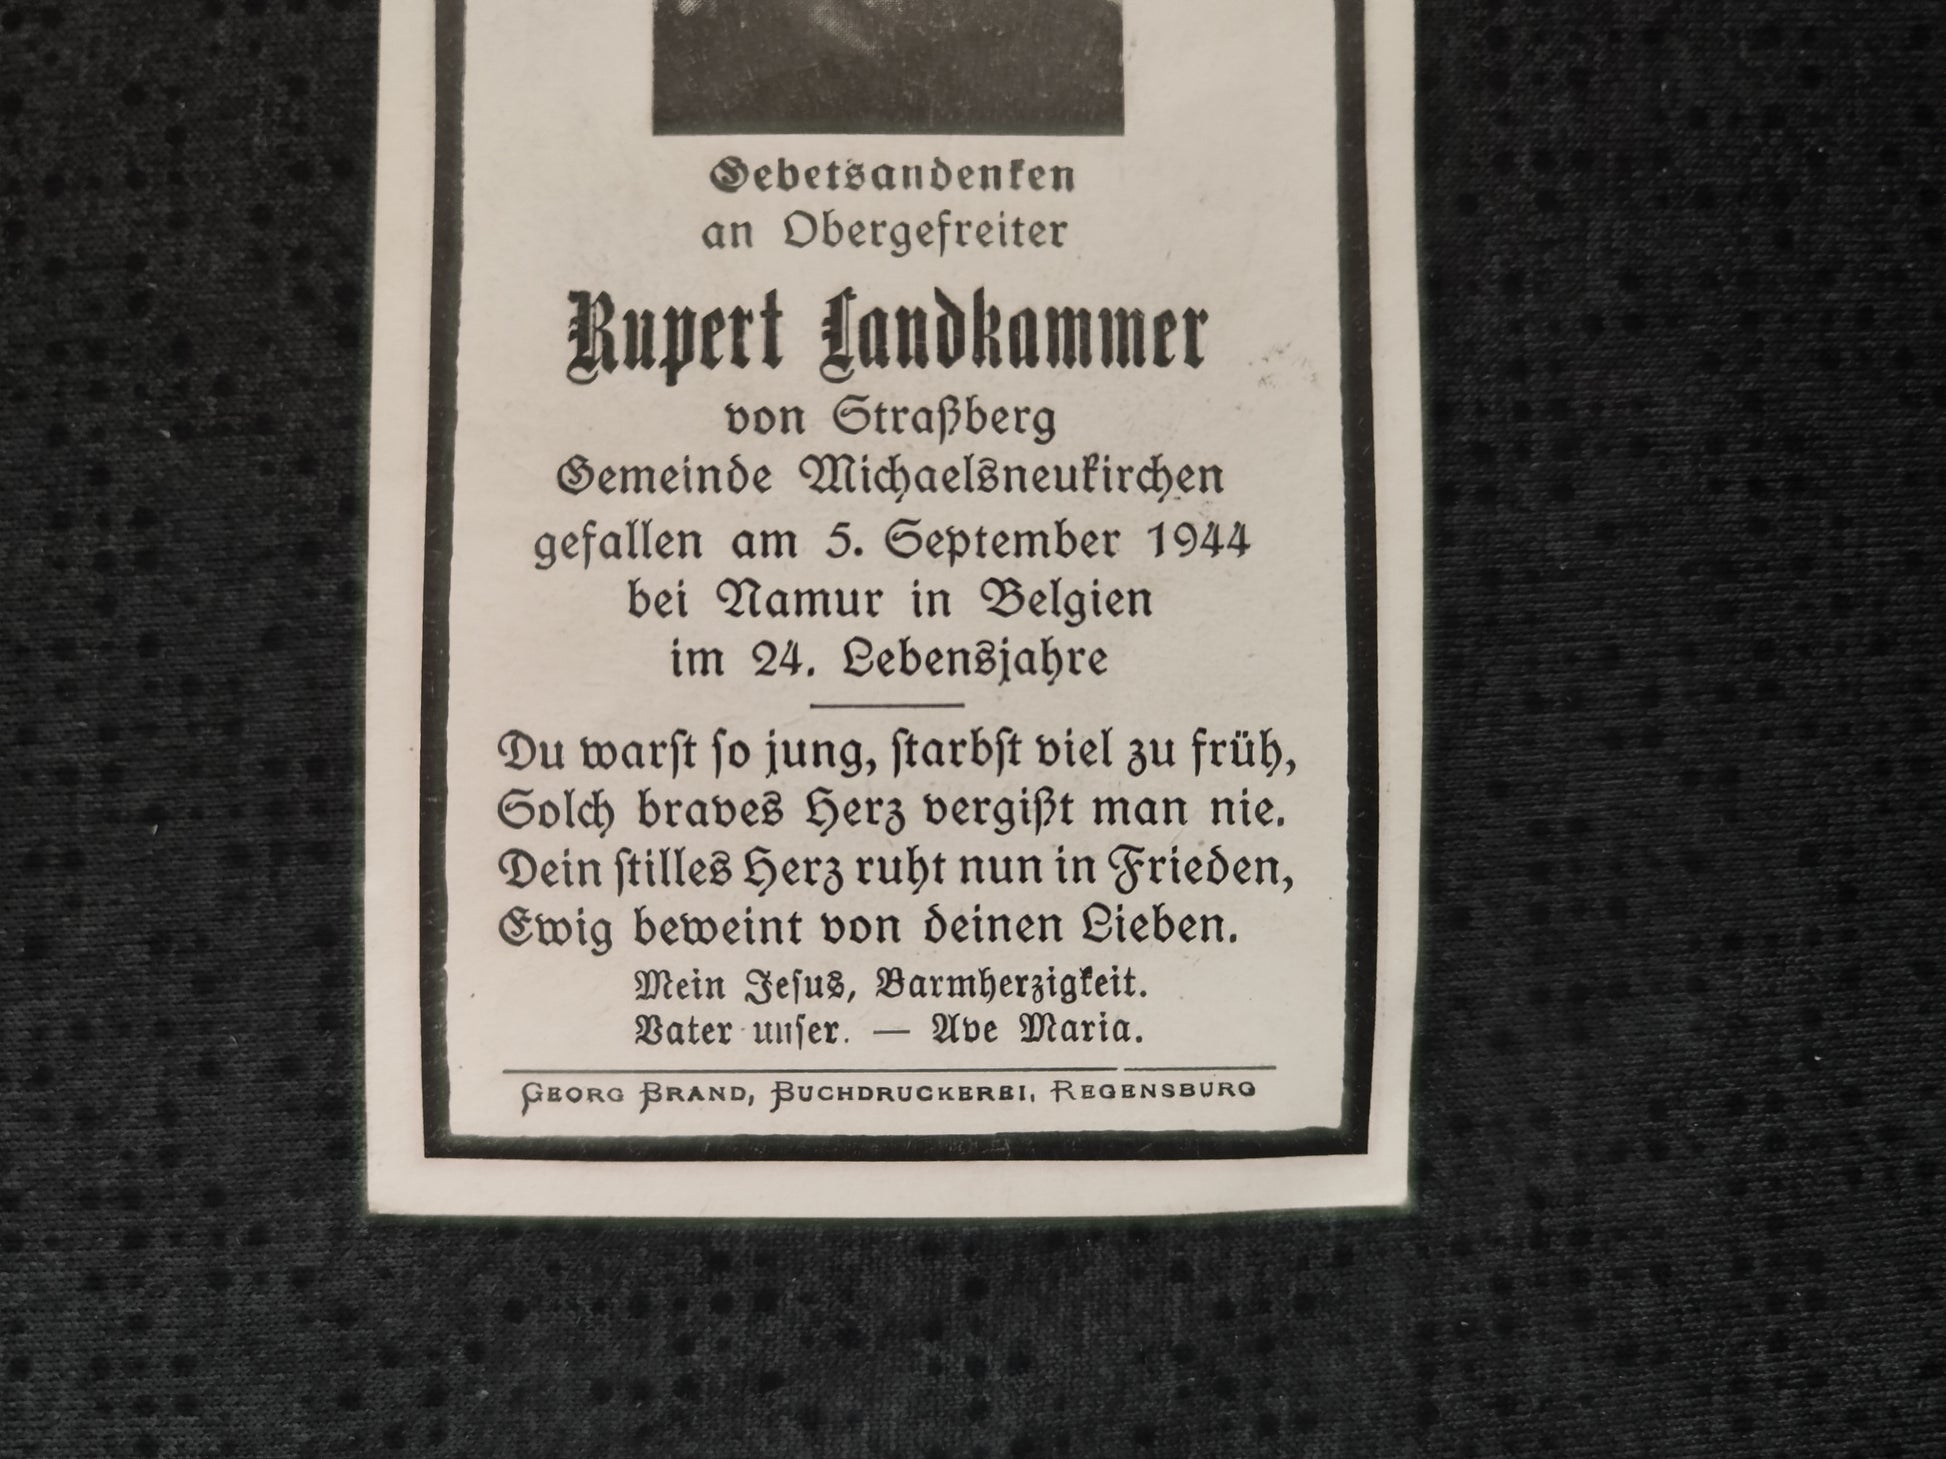 Gebetsandenken
an Obergefreiter
Rupert Landkammer
von Straßberg
Gemeinde Michaelsneukirchen
gefallen am 5. September 1944
bei Namur in Belgien
im 24. Lebensjahre
Du warſt ſo jung, ſtarbſt viel zu früh,
Solch braves Herz vergißt man nie.
Dein ſtilles Herz ruht nun in Frieden,
Ewig beweint von deinen Lieben.
Mein Jeſus, Barmherzigkeit.
Vater unſer. — Ave Maria.
GEORG BRAND, BUCHDRUCKEREI, REGENSBURG